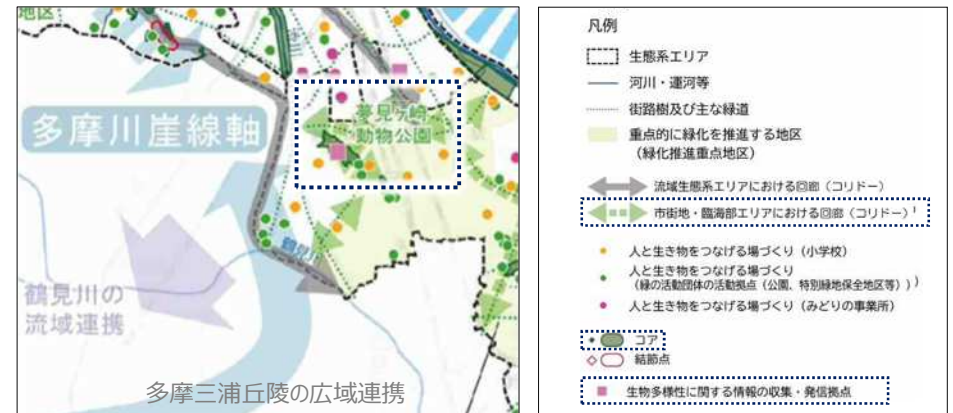 地区
多摩川崖線軸
夢見ヶ崎
動物公園
鶴見川
鶴見川の
流域連携
多摩三浦丘陵の広域連携
凡例
生態系エリア
河川・運河等
街路樹及び主な緑道
重点的に緑化を推進する地区
（緑化推進重点地区）
流域生態系エリアにおける回廊（コリドー）
市街地・臨海部エリアにおける回廊（コリドー）¹
人と生き物をつなげる場づくり（小学校）
人と生き物をつなげる場づくり
（緑の活動団体の活動拠点（公園、特別緑地保全地区等））
人と生き物をつなげる場づくり（みどりの事業所）
コア
結節点
生物多様性に関する情報の収集・発信拠点